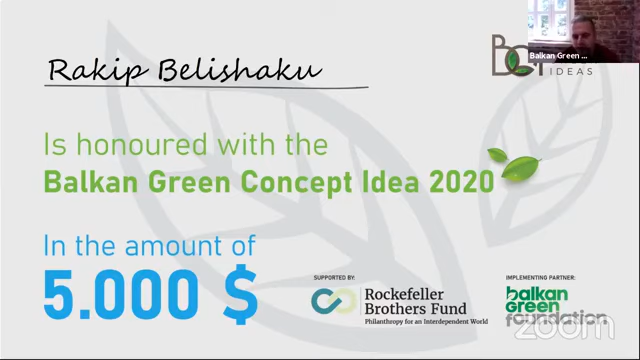 Rakip Belishaku
Balkan Green ...
IDEAS
Is honoured with the
Balkan Green Concept Idea 2020
In the amount of
5.000 $
SUPPORTED BY:
Rockefeller
Brothers Fund
Philanthropy for an Interdependent World
IMPLEMENTING PARTNER:
balkan
green
foundation
zoom